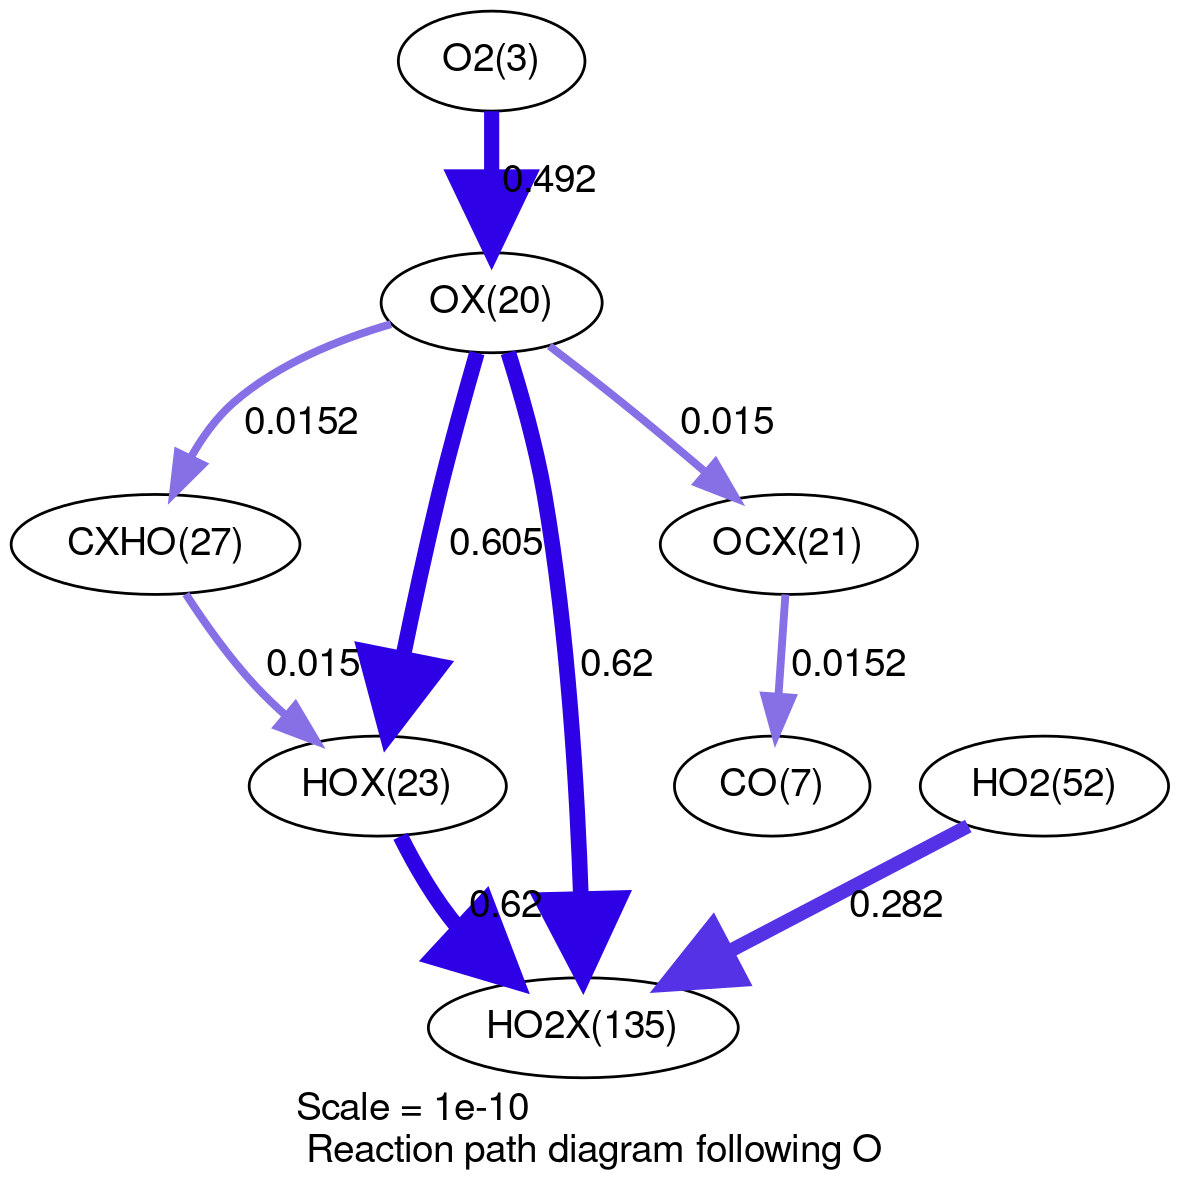 O2(3)
0.492
OX(20)
0.0152
0.015
CXHO(27)
0.605
OCX(21)
0.015
0.62
0.0152
HOX(23)
CO(7)
HO2(52)
0.62
0.282
HO2X(135)
Scale = 1e-10
Reaction path diagram following O